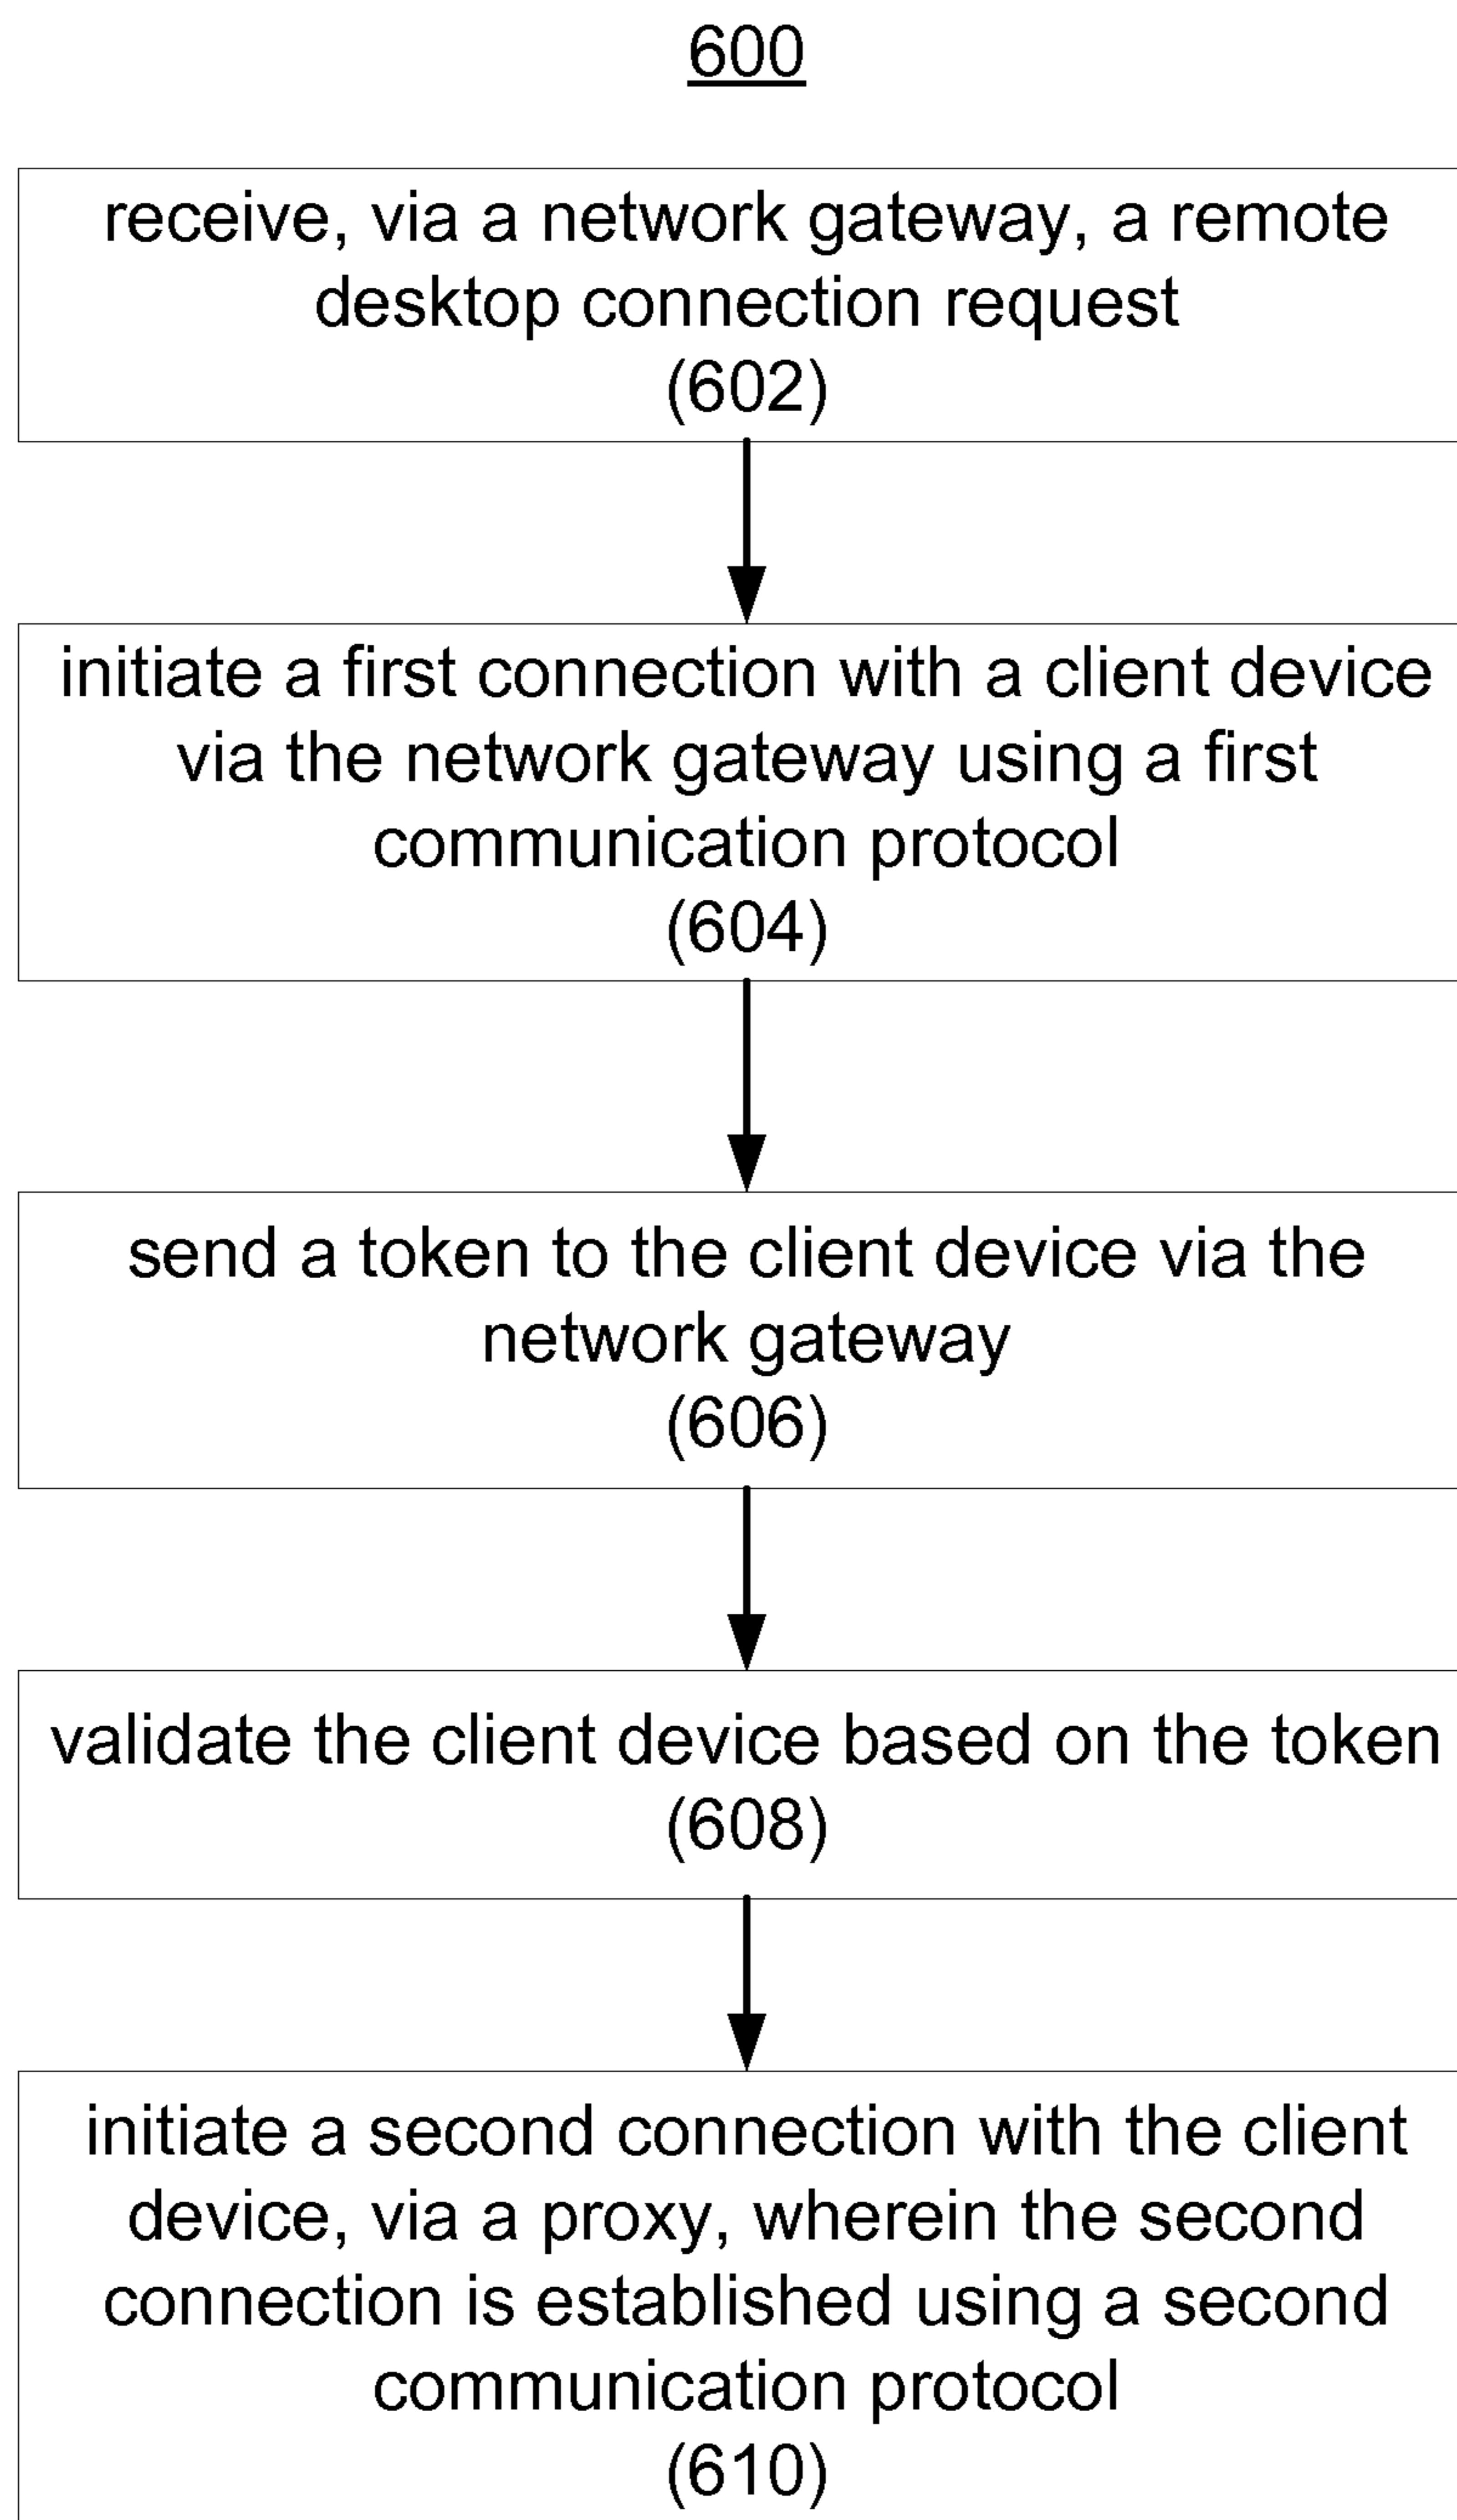 600
receive, via a network gateway, a remote
desktop connection request
(602)
initiate a first connection with a client device
via the network gateway using a first
communication protocol
(604)
send a token to the client device via the
network gateway
(606)
validate the client device based on the token
(608)
initiate a second connection with the client
device, via a proxy, wherein the second
connection is established using a second
communication protocol
(610)